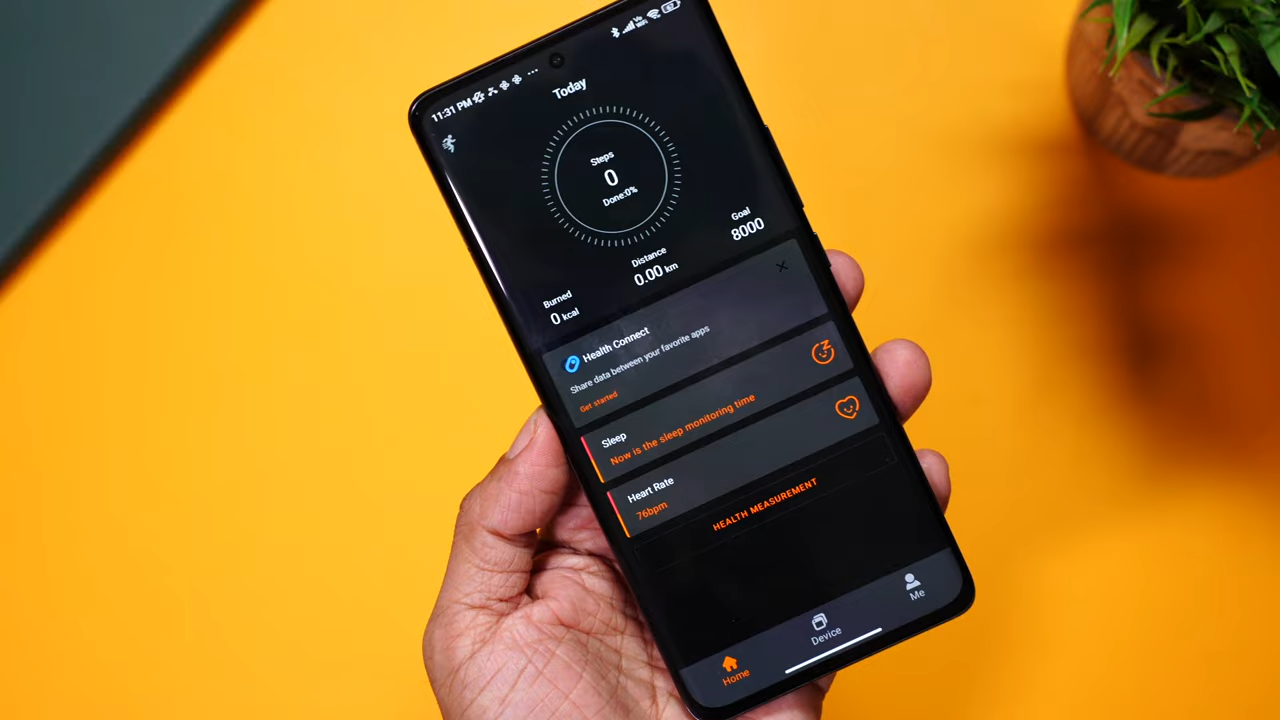 11:31 PM
Vo
WiFi
Today
Steps
0
Done:0%
Burned
0 kcal
Distance
0.00 km
Goal
8000
Health Connect
Share data between your favorite apps
Get started
Sleep
Now is the sleep monitoring time
Heart Rate
76bpm
HEALTH MEASUREMENT
Home
Device
Me